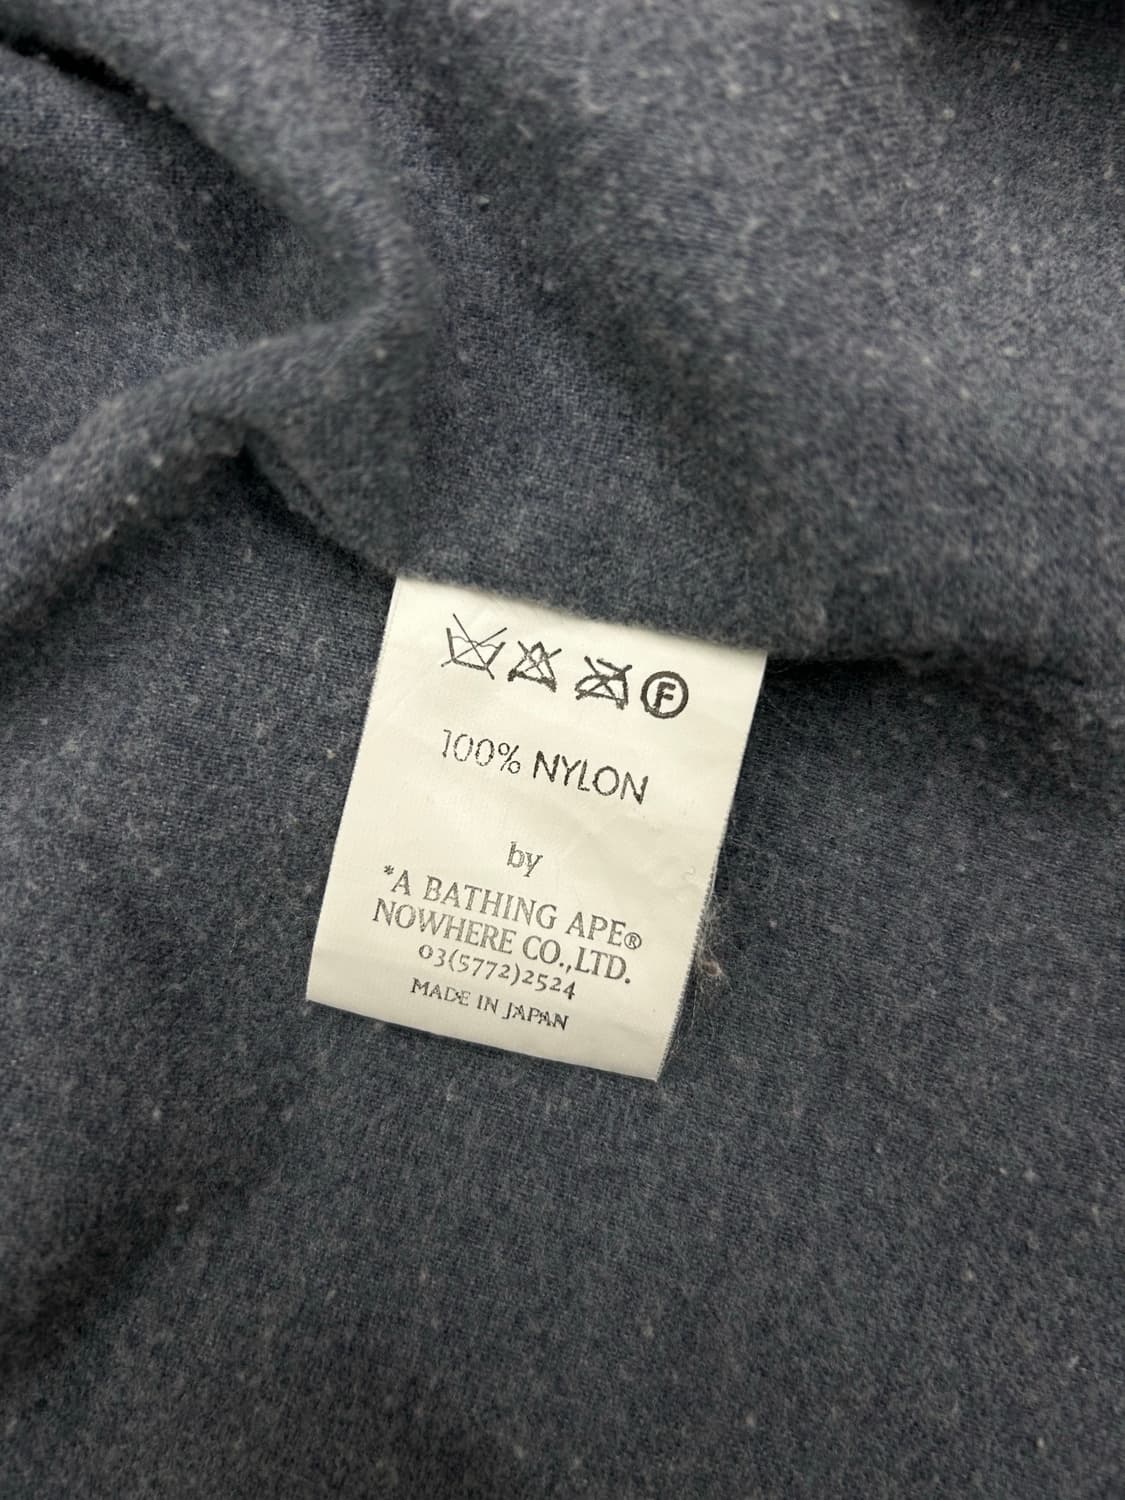 F
100% NYLON
by
*A BATHING APE®
NOWHERE CO.,LTD.
03(5772)2524
MADE IN JAPAN